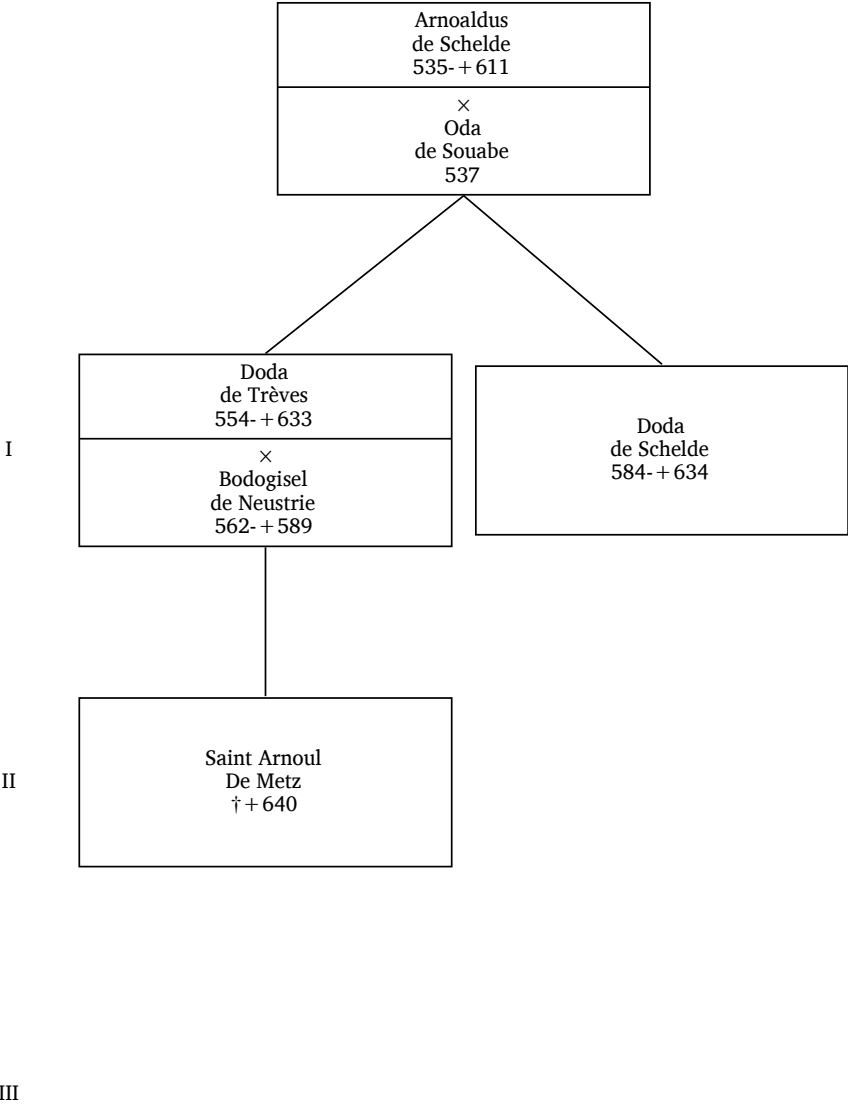 Arnoaldus
de Schelde
535-+611
×
Oda
de Souabe
537
I
Doda
de Trèves
554-+633
×
Bodogisel
de Neustrie
562-+589
Doda
de Schelde
584-+634
II
Saint Arnoul
De Metz
†+640
III